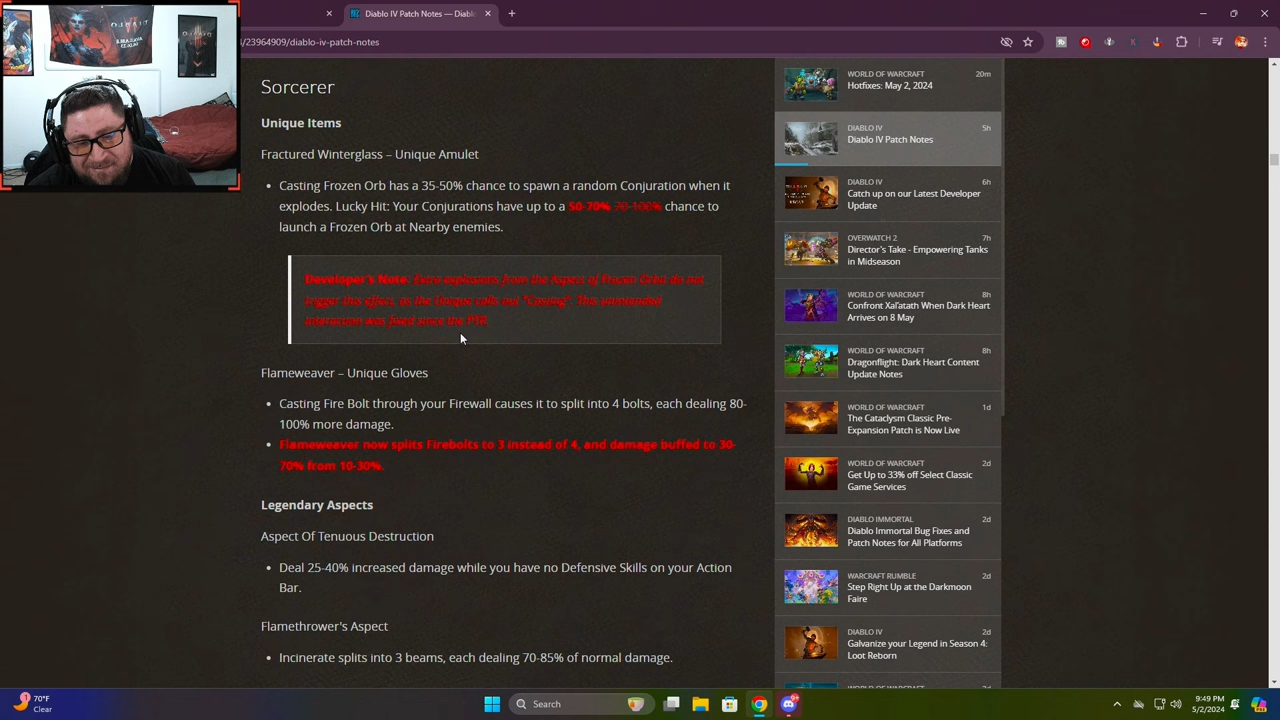 DIABLO
Diablo IV Patch Notes — Diablo
4/23964909/diablo-iv-patch-notes
Sorcerer
Unique Items
Fractured Winterglass – Unique Amulet
• Casting Frozen Orb has a 35-50% chance to spawn a random Conjuration when it
explodes. Lucky Hit: Your Conjurations have up to a 50-70% 70-100% chance to
launch a Frozen Orb at Nearby enemies.
Developer's Note: Extra explosions from the Aspect of Frozen Orbit do not
trigger this effect, as the Unique calls out "Casting". This unintended
interaction was fixed since the PTR.
Flameweaver – Unique Gloves
• Casting Fire Bolt through your Firewall causes it to split into 4 bolts, each dealing 80-
100% more damage.
• Flameweaver now splits Firebolts to 3 instead of 4, and damage buffed to 30-
70% from 10-30%.
Legendary Aspects
Aspect Of Tenuous Destruction
• Deal 25-40% increased damage while you have no Defensive Skills on your Action
Bar.
Flamethrower's Aspect
• Incinerate splits into 3 beams, each dealing 70-85% of normal damage.
WORLD OF WARCRAFT 20m
Hotfixes: May 2, 2024
DIABLO IV 5h
Diablo IV Patch Notes
DIABLO IV 6h
Catch up on our Latest Developer
Update
OVERWATCH 2 7h
Director's Take - Empowering Tanks
in Midseason
WORLD OF WARCRAFT 8h
Confront Xal'atath When Dark Heart
Arrives on 8 May
WORLD OF WARCRAFT 8h
Dragonflight: Dark Heart Content
Update Notes
WORLD OF WARCRAFT 1d
The Cataclysm Classic Pre-
Expansion Patch is Now Live
WORLD OF WARCRAFT 2d
Get Up to 33% off Select Classic
Game Services
DIABLO IMMORTAL 2d
Diablo Immortal Bug Fixes and
Patch Notes for All Platforms
WARCRAFT RUMBLE 2d
Step Right Up at the Darkmoon
Faire
DIABLO IV 2d
Galvanize your Legend in Season 4:
Loot Reborn
1 70°F
Clear
Search
9:49 PM
5/2/2024